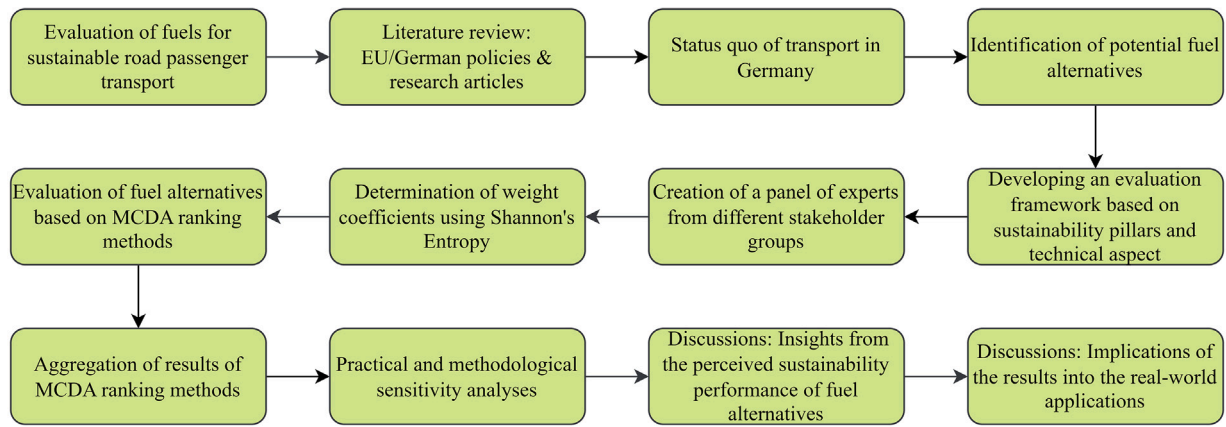 Evaluation of fuels for
sustainable road passenger
transport
Literature review:
EU/German policies &
research articles
Status quo of transport in
Germany
Identification of potential fuel
alternatives
Developing an evaluation
framework based on
sustainability pillars and
technical aspect
Creation of a panel of experts
from different stakeholder
groups
Determination of weight
coefficients using Shannon's
Entropy
Evaluation of fuel alternatives
based on MCDA ranking
methods
Aggregation of results of
MCDA ranking methods
Practical and methodological
sensitivity analyses
Discussions: Insights from
the perceived sustainability
performance of fuel
alternatives
Discussions: Implications of
the results into the real-world
applications